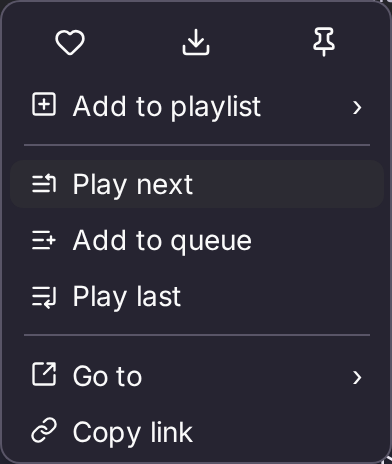 Add to playlist
Play next
Add to queue
Play last
Go to
Copy link